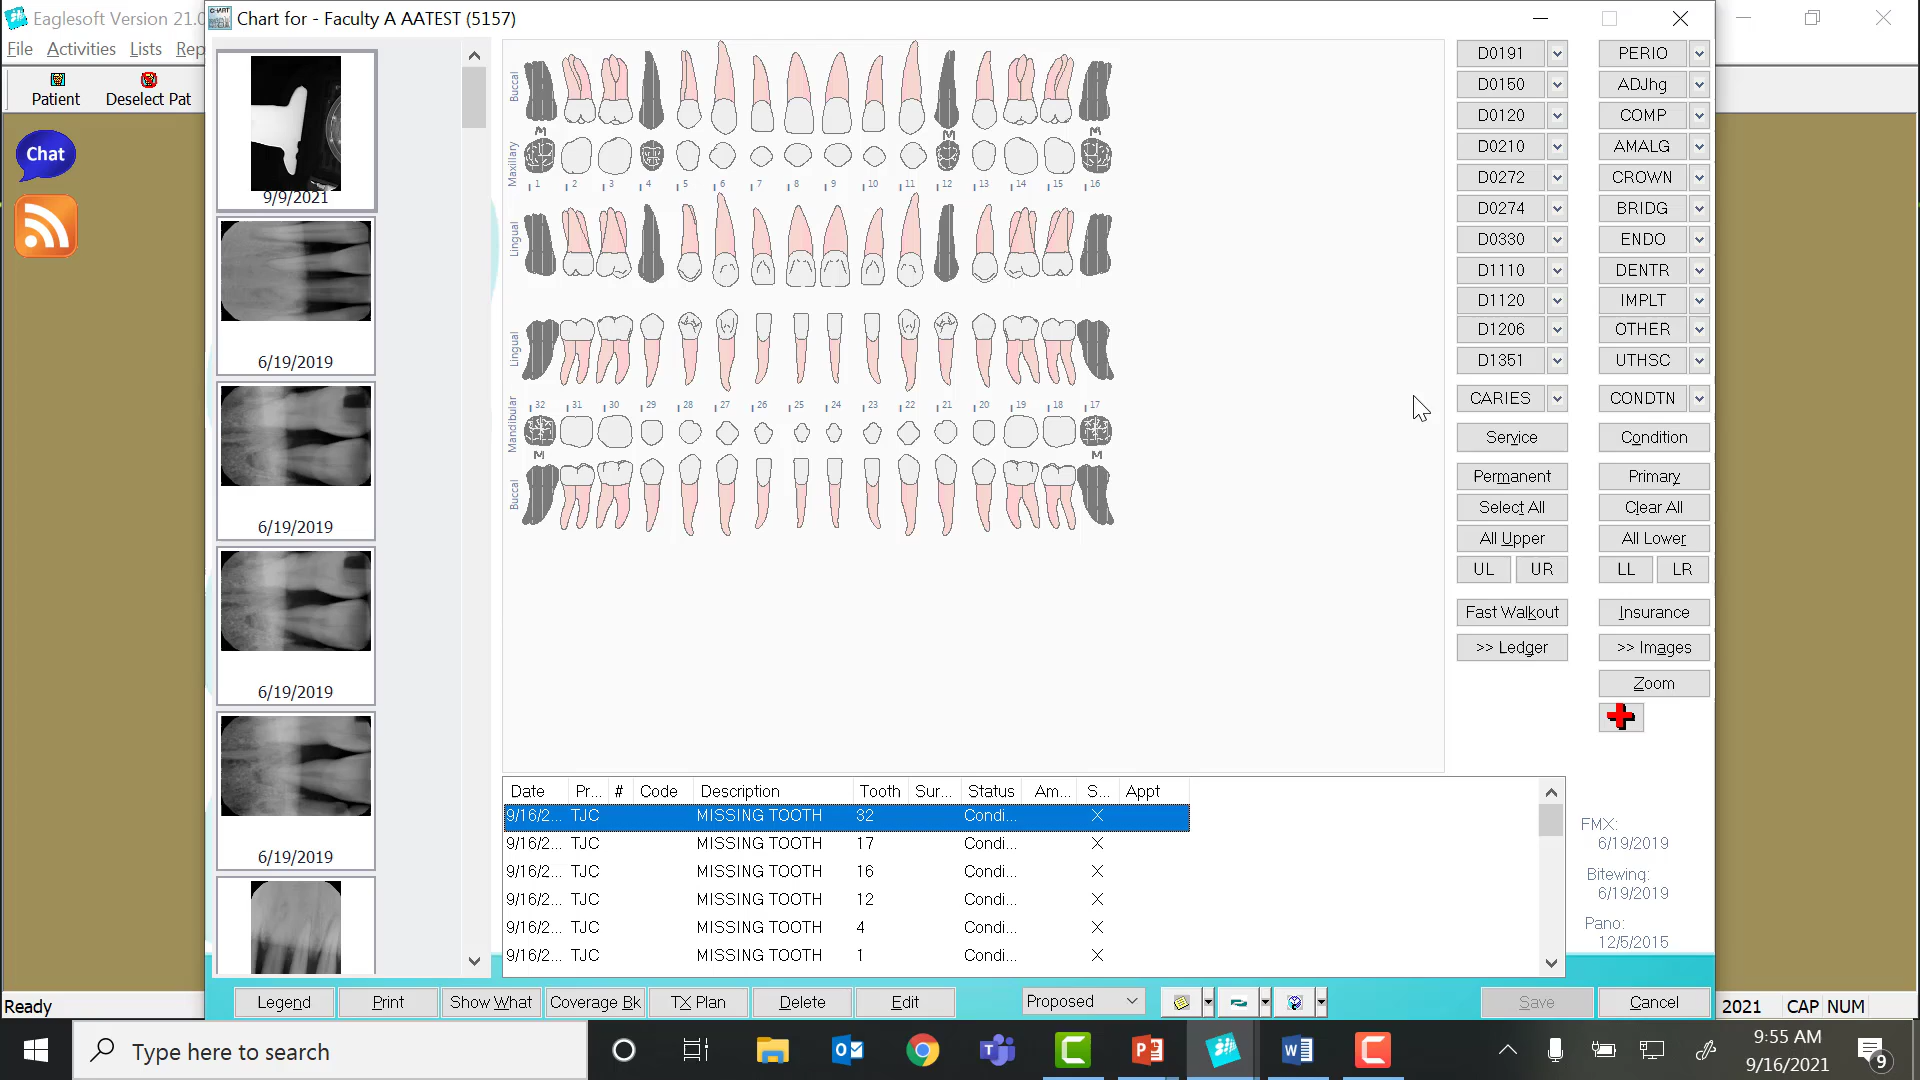 Eaglesoft Version 21.0
Chart for - Faculty A AATEST (5157)
File Activities Lists Rep
Patient
Deselect Pat
Chat
9/9/2021
6/19/2019
6/19/2019
6/19/2019
6/19/2019
Buccal
M M M
Maxillary
1 2 3 4 5 6 7 8 9 10 11 12 13 14 15 16
Lingual
Lingual
32 31 30 29 28 27 26 25 24 23 22 21 20 19 18 17
Mandibular
M M
Buccal
D0191 PERIO
D0150 ADJhg
D0120 COMP
D0210 AMALG
D0272 CROWN
D0274 BRIDG
D0330 ENDO
D1110 DENTR
D1120 IMPLT
D1206 OTHER
D1351 UTHSC
CARIES CONDTN
Service Condition
Permanent Primary
Select All Clear All
All Upper All Lower
UL UR LL LR
Fast Walkout Insurance
>> Ledger >> Images
Zoom
Date Pr... # Code Description Tooth Sur... Status Am... S... Appt
9/16/2... TJC MISSING TOOTH 32 Condi... X
9/16/2... TJC MISSING TOOTH 17 Condi... X
9/16/2... TJC MISSING TOOTH 16 Condi... X
9/16/2... TJC MISSING TOOTH 12 Condi... X
9/16/2... TJC MISSING TOOTH 4 Condi... X
9/16/2... TJC MISSING TOOTH 1 Condi... X
FMX:
6/19/2019
Bitewing:
6/19/2019
Pano:
12/5/2015
Legend Print Show What Coverage Bk TX Plan Delete Edit Proposed Save Cancel
Ready
2021 CAP NUM
Type here to search
9:55 AM
9/16/2021
9